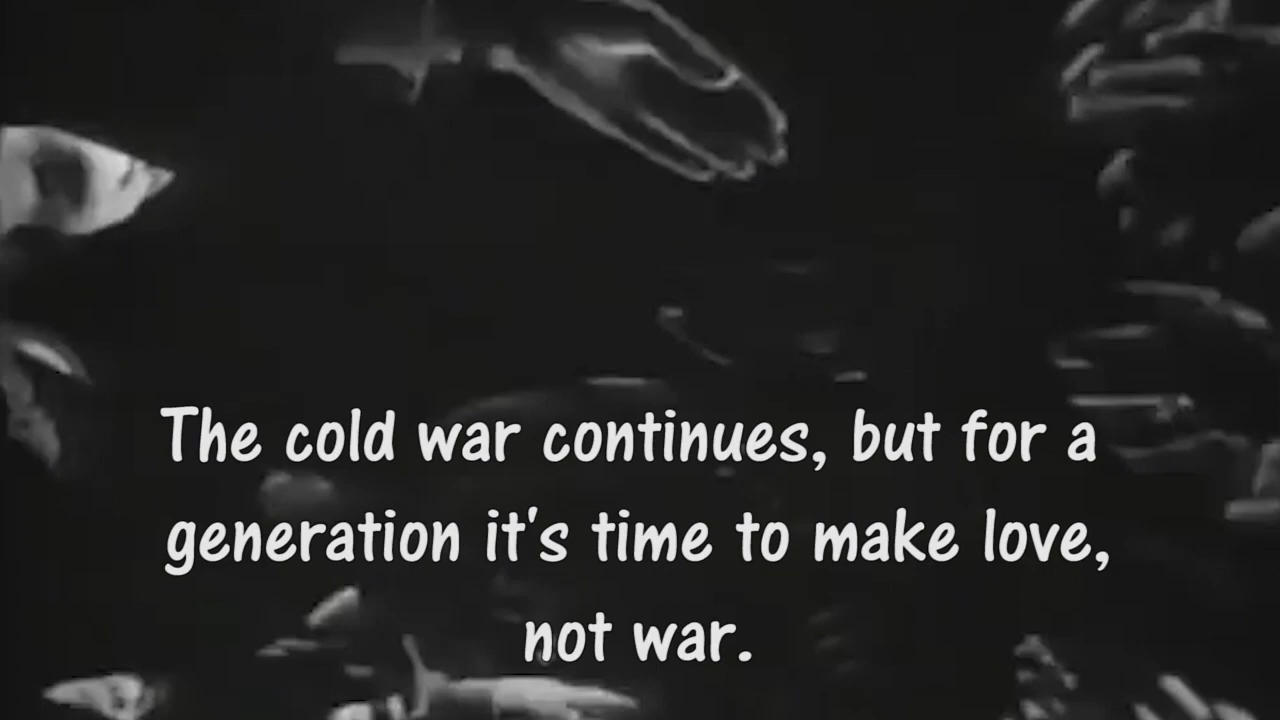 The cold war continues, but for a
generation it's time to make love,
not war.